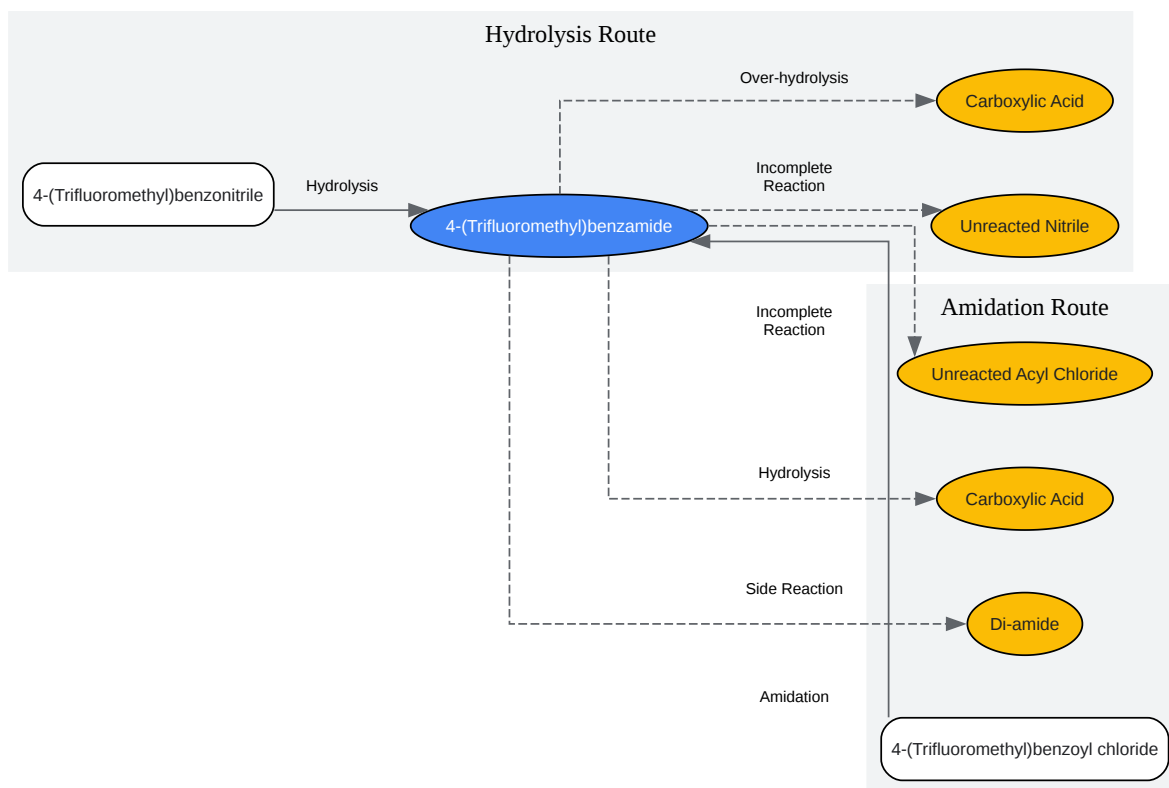 Hydrolysis Route
Over-hydrolysis
Carboxylic Acid
4-(Trifluoromethyl)benzonitrile
Hydrolysis
Incomplete
Reaction
4-(Trifluoromethyl)benzamide
Unreacted Nitrile
Amidation Route
Incomplete
Reaction
Unreacted Acyl Chloride
Hydrolysis
Carboxylic Acid
Side Reaction
Di-amide
Amidation
4-(Trifluoromethyl)benzoyl chloride